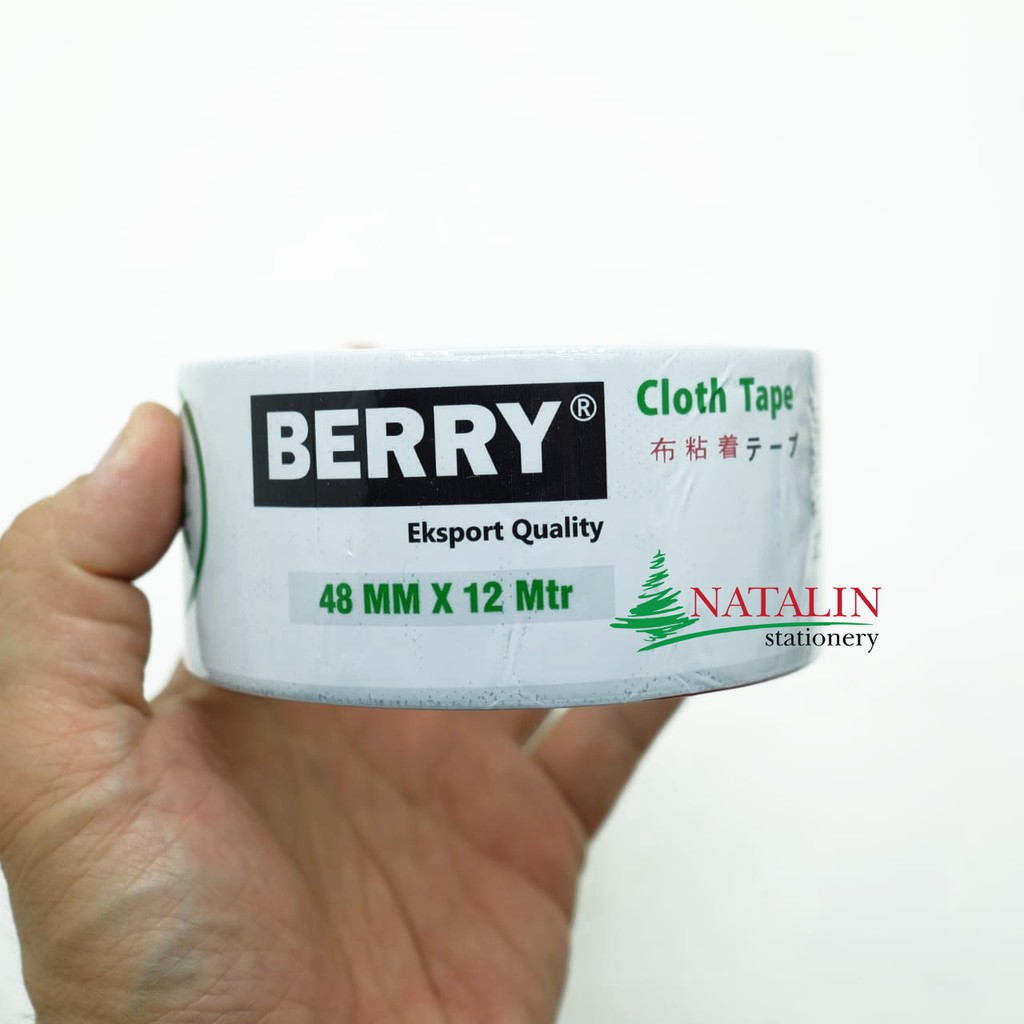 BERRY®
Cloth Tape
布粘着テープ
Eksport Quality
48 MM X 12 Mtr
NATALIN
stationery